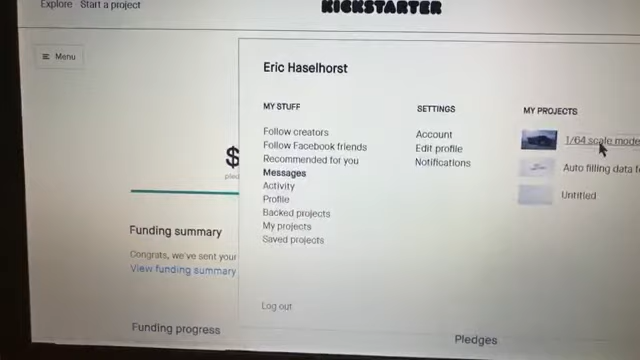 Explore Start a project
KICKSTARTER
Menu
Eric Haselhorst
MY STUFF
Follow creators
Follow Facebook friends
Recommended for you
Messages
Activity
Profile
Backed projects
My projects
Saved projects
Log out
SETTINGS
Account
Edit profile
Notifications
MY PROJECTS
1/64 scale mode
Auto filling data f
Untitled
$
pled
Funding summary
Congrats, we've sent your
View funding summary
Funding progress
Pledges